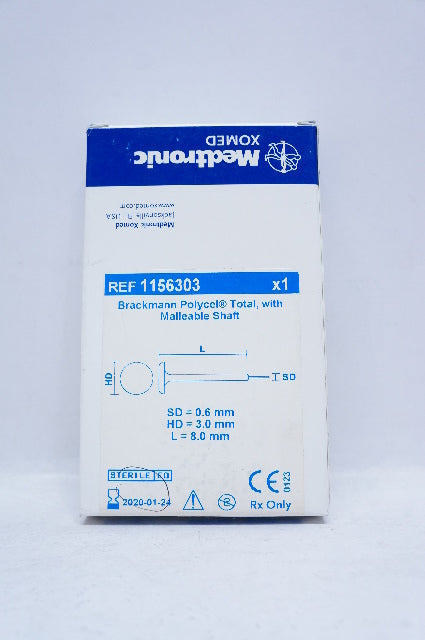 Medtronic
XOMED
Medtronic Xomed
Jacksonville, FL USA
www.xomed.com
REF 1156303 x1
Brackmann Polycel® Total, with
Malleable Shaft
L
HD
SD
SD = 0.6 mm
HD = 3.0 mm
L = 8.0 mm
STERILE EO
2020-01-24
CE
0123
Rx Only